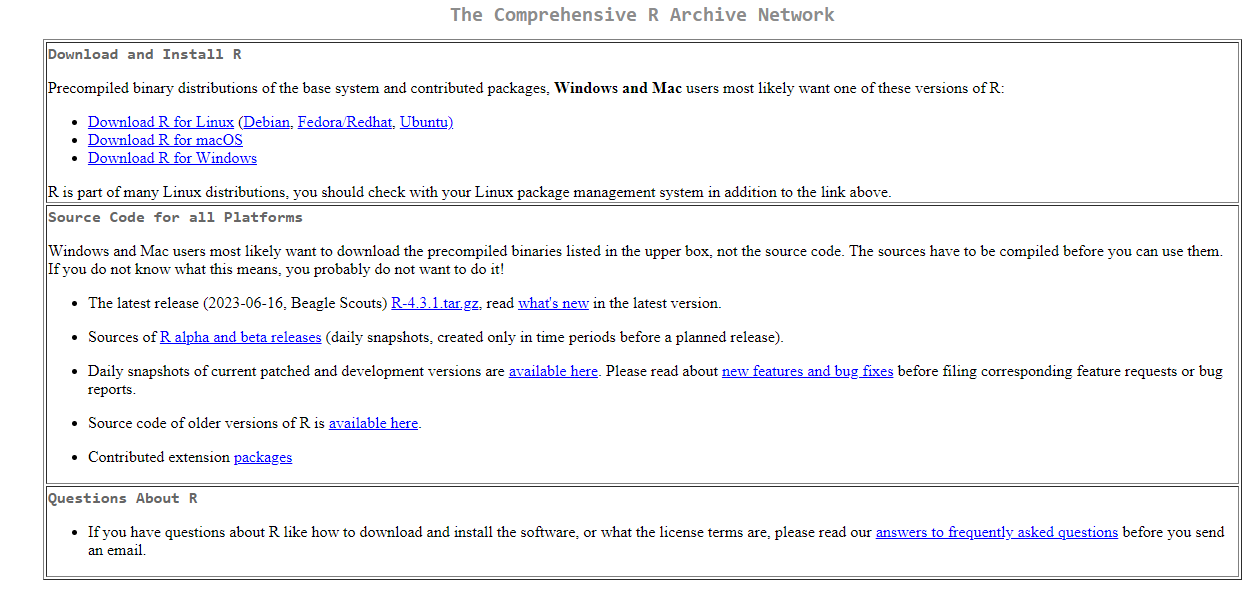 The Comprehensive R Archive Network
Download and Install R
Precompiled binary distributions of the base system and contributed packages, Windows and Mac users most likely want one of these versions of R:
Download R for Linux (Debian, Fedora/Redhat, Ubuntu)
Download R for macOS
Download R for Windows
R is part of many Linux distributions, you should check with your Linux package management system in addition to the link above.
Source Code for all Platforms
Windows and Mac users most likely want to download the precompiled binaries listed in the upper box, not the source code. The sources have to be compiled before you can use them.
If you do not know what this means, you probably do not want to do it!
The latest release (2023-06-16, Beagle Scouts) R-4.3.1.tar.gz, read what's new in the latest version.
Sources of R alpha and beta releases (daily snapshots, created only in time periods before a planned release).
Daily snapshots of current patched and development versions are available here. Please read about new features and bug fixes before filing corresponding feature requests or bug
reports.
Source code of older versions of R is available here.
Contributed extension packages
Questions About R
If you have questions about R like how to download and install the software, or what the license terms are, please read our answers to frequently asked questions before you send
an email.